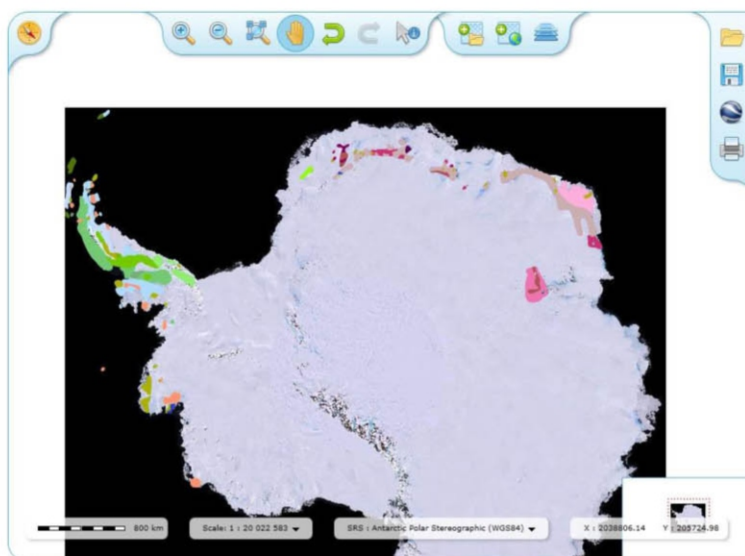 800 km
Scale: 1 : 20 022 583
SRS : Antarctic Polar Stereographic (WGS84)
X : 2038806.14 Y : 205724.98